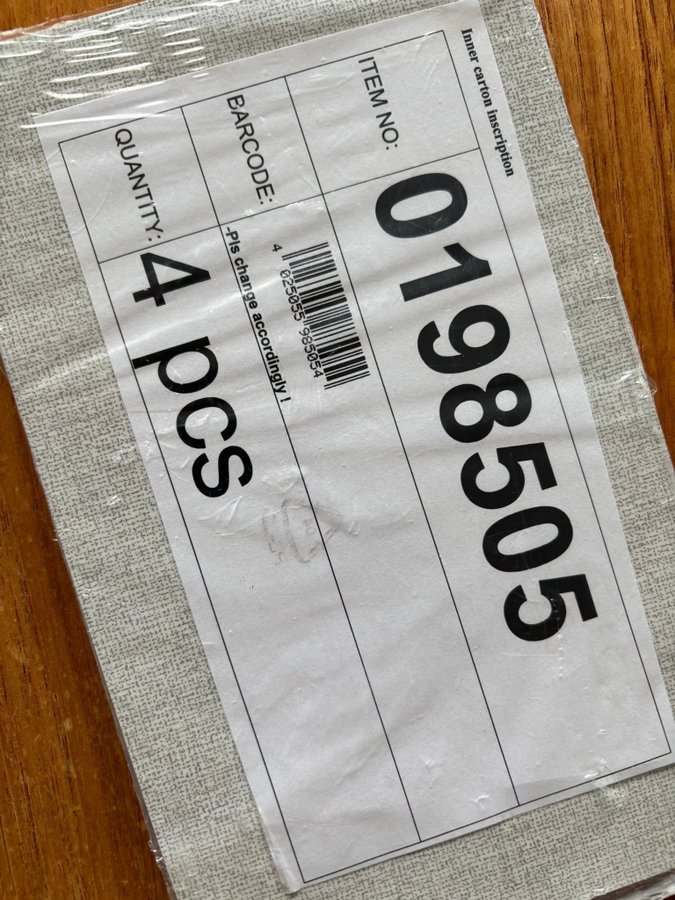 Inner carton inscription
ITEM NO: 0198505
BARCODE:
4 025055 985054
-Pls change accordingly !
QUANTITY: 4 pcs